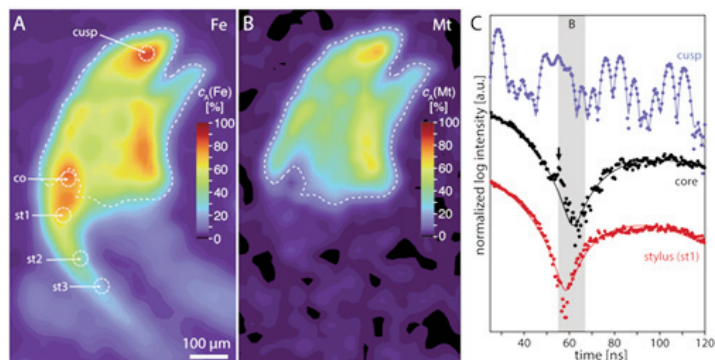 A
Fe
cusp
cA(Fe)
[%]
100
80
60
40
20
0
co
st1
st2
st3
100 μm
B
Mt
cA(Mt)
[%]
100
80
60
40
20
0
C
B
cusp
core
stylus (st1)
normalized log intensity [a.u.]
40 60 80 100 120
time [ns]